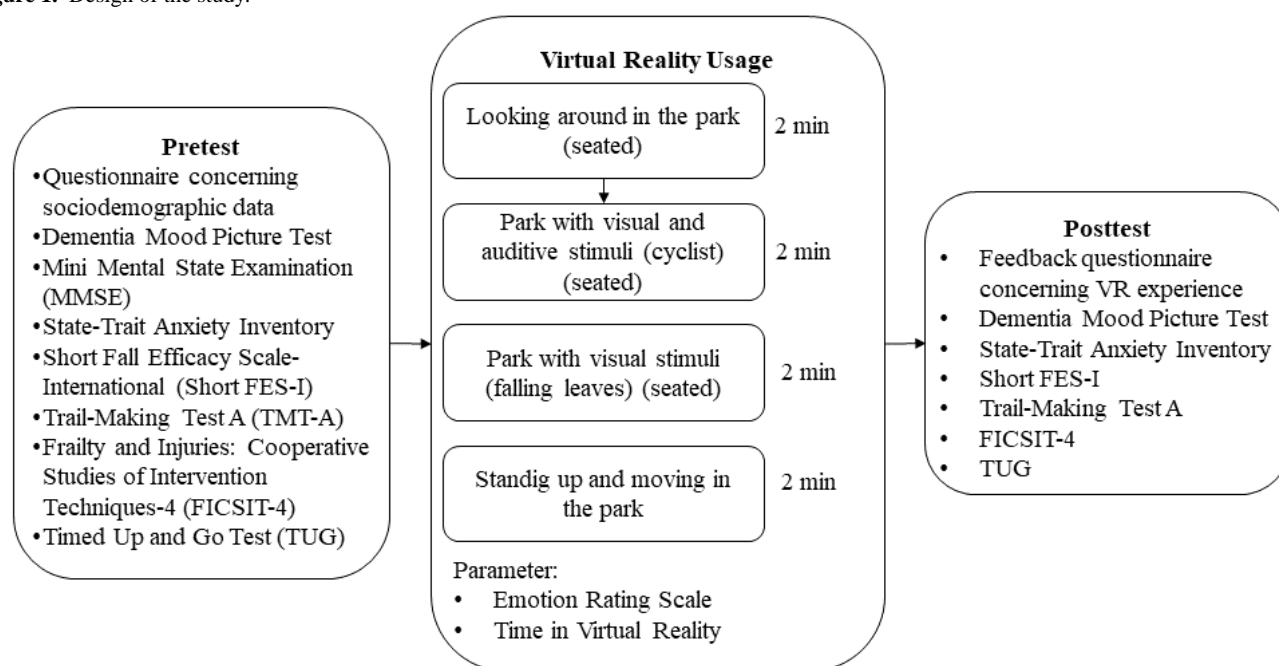 Figure 1. Design of the study.
Pretest
•Questionnaire concerning
sociodemographic data
•Dementia Mood Picture Test
•Mini Mental State Examination
(MMSE)
•State-Trait Anxiety Inventory
•Short Fall Efficacy Scale-
International (Short FES-I)
•Trail-Making Test A (TMT-A)
•Frailty and Injuries: Cooperative
Studies of Intervention
Techniques-4 (FICSIT-4)
•Timed Up and Go Test (TUG)
Virtual Reality Usage
Looking around in the park
(seated)
2 min
Park with visual and
auditive stimuli (cyclist)
(seated)
2 min
Park with visual stimuli
(falling leaves) (seated)
2 min
Standig up and moving in
the park
2 min
Parameter:
• Emotion Rating Scale
• Time in Virtual Reality
Posttest
• Feedback questionnaire
concerning VR experience
• Dementia Mood Picture Test
• State-Trait Anxiety Inventory
• Short FES-I
• Trail-Making Test A
• FICSIT-4
• TUG